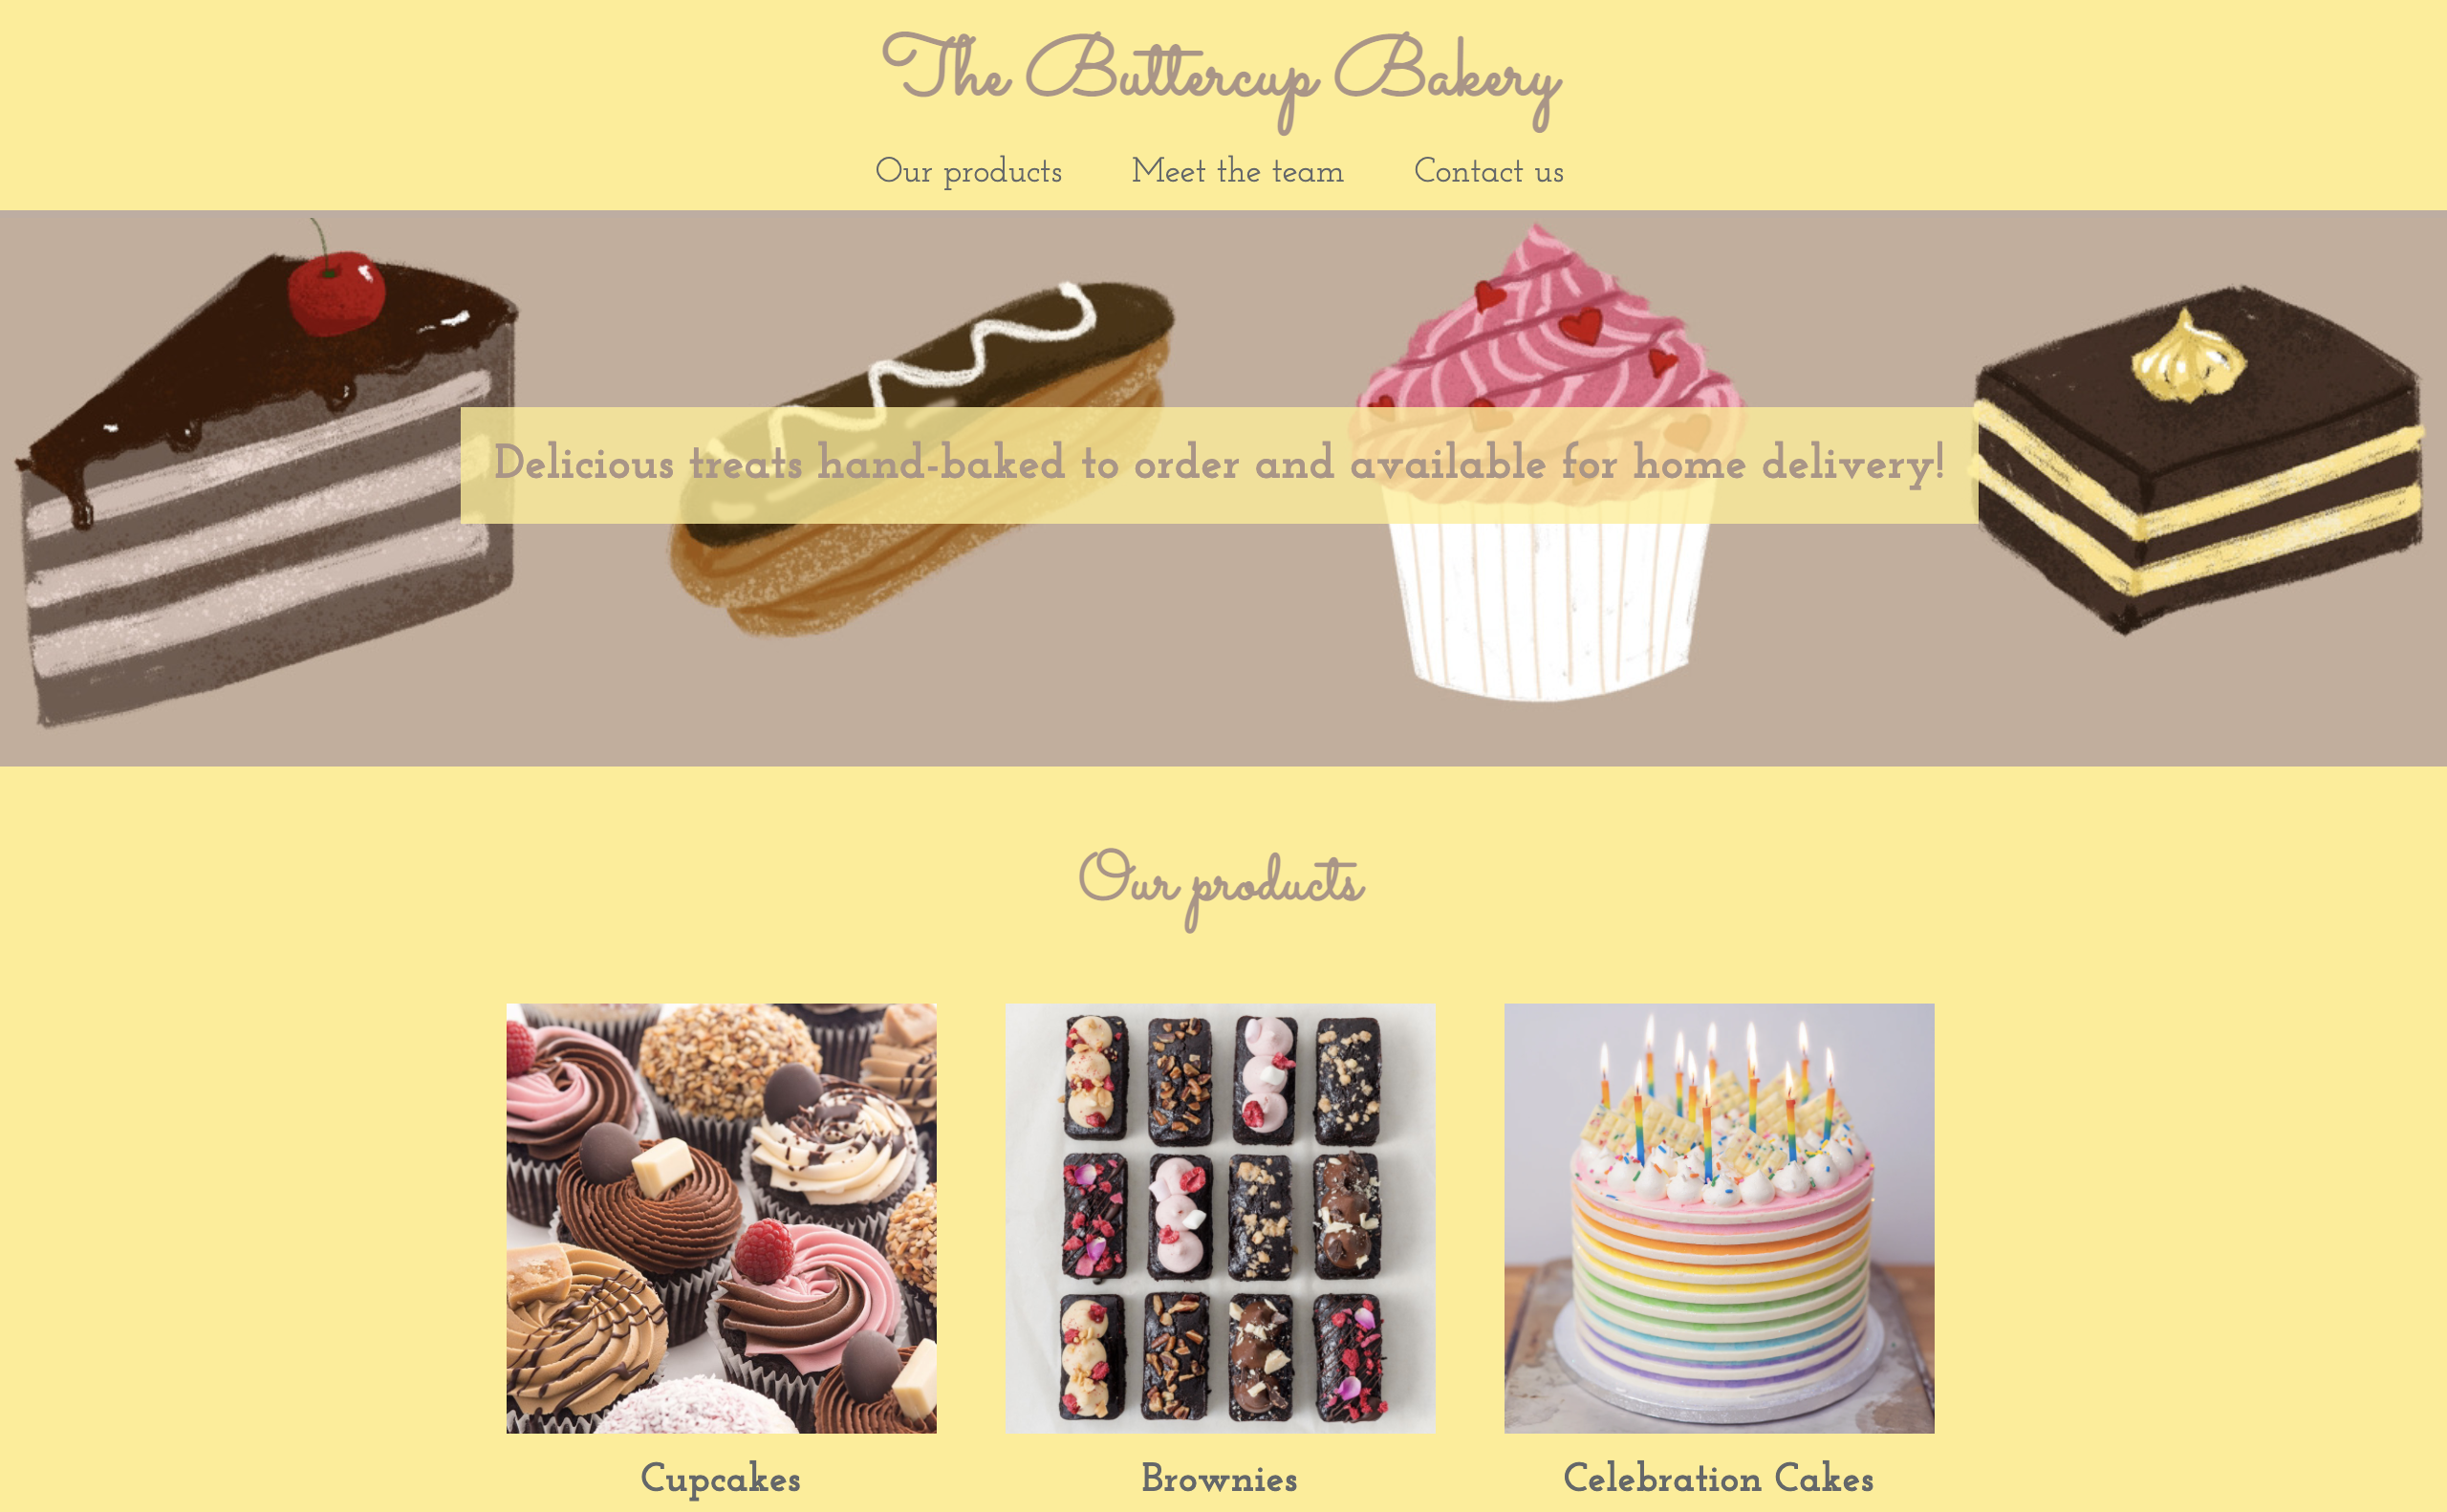 The Buttercup Bakery
Our products Meet the team Contact us
Delicious treats hand-baked to order and available for home delivery!
Our products
Cupcakes Brownies Celebration Cakes